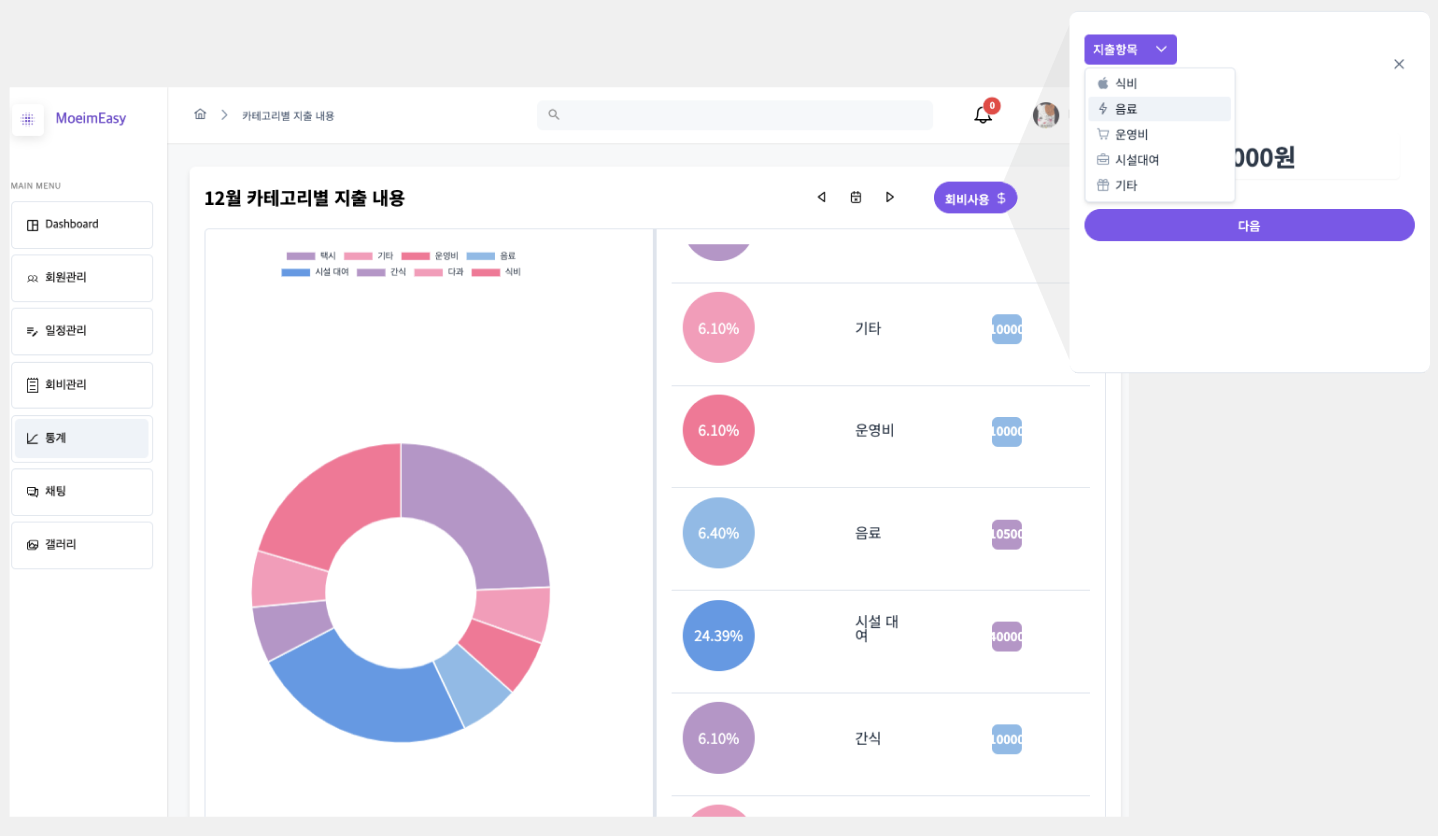 MoeimEasy
MAIN MENU
Dashboard
회원관리
일정관리
회비관리
통계
채팅
갤러리
카테고리별 지출 내용
0
12월 카테고리별 지출 내용
회비사용 $
택시 기타 운영비 음료
시설 대여 간식 다과 식비
6.10% 기타 10000
6.10% 운영비 10000
6.40% 음료 10500
24.39% 시설 대
여 40000
6.10% 간식 10000
지출항목
식비
음료
운영비
시설대여
기타
000원
다음